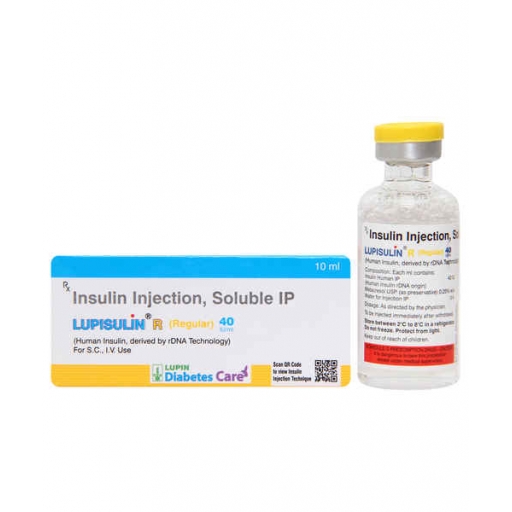 10 ml
Rx Insulin Injection, Soluble IP
LUPISULIN® R (Regular) 40
(Human Insulin, derived by rDNA Technology)
For S.C., I.V. Use
LUPIN
Diabetes Care
Scan QR Code
to view Insulin
Injection Technique
Rx Insulin Injection, So
LUPISULIN® R (Regular) 40
(Human Insulin, derived by rDNA Technology)
Composition: Each ml contains:
Insulin Human IP
(Human insulin, rDNA origin)
Metacresol USP (as preservative) 0.25%
Water for Injection IP
Dosage: As directed by the physician.
To be injected immediately after withdrawal
Store between 2°C to 8°C in a refrigerator.
Do not freeze. Protect from light.
Keep out of reach of children.